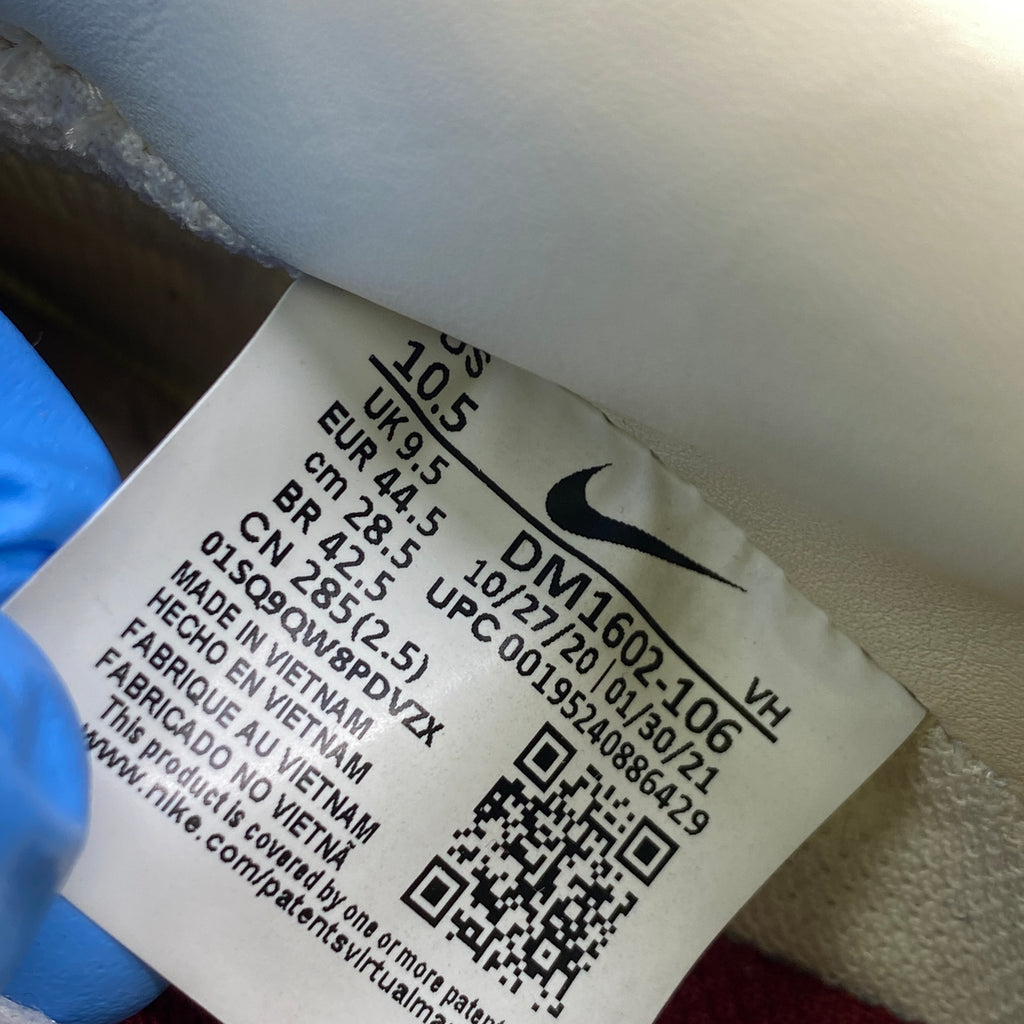 US
10.5
UK 9.5
EUR 44.5
cm 28.5
BR 42.5
CN 285(2.5)
VH
DM1602-106
10/27/20 | 01/30/21
UPC 00195240886429
01SQ9QW8PDVZX
MADE IN VIETNAM
HECHO EN VIETNAM
FABRIQUE AU VIETNAM
FABRICADO NO VIETNÃ
This product is covered by one or more
www.nike.com/patentsvirtualma